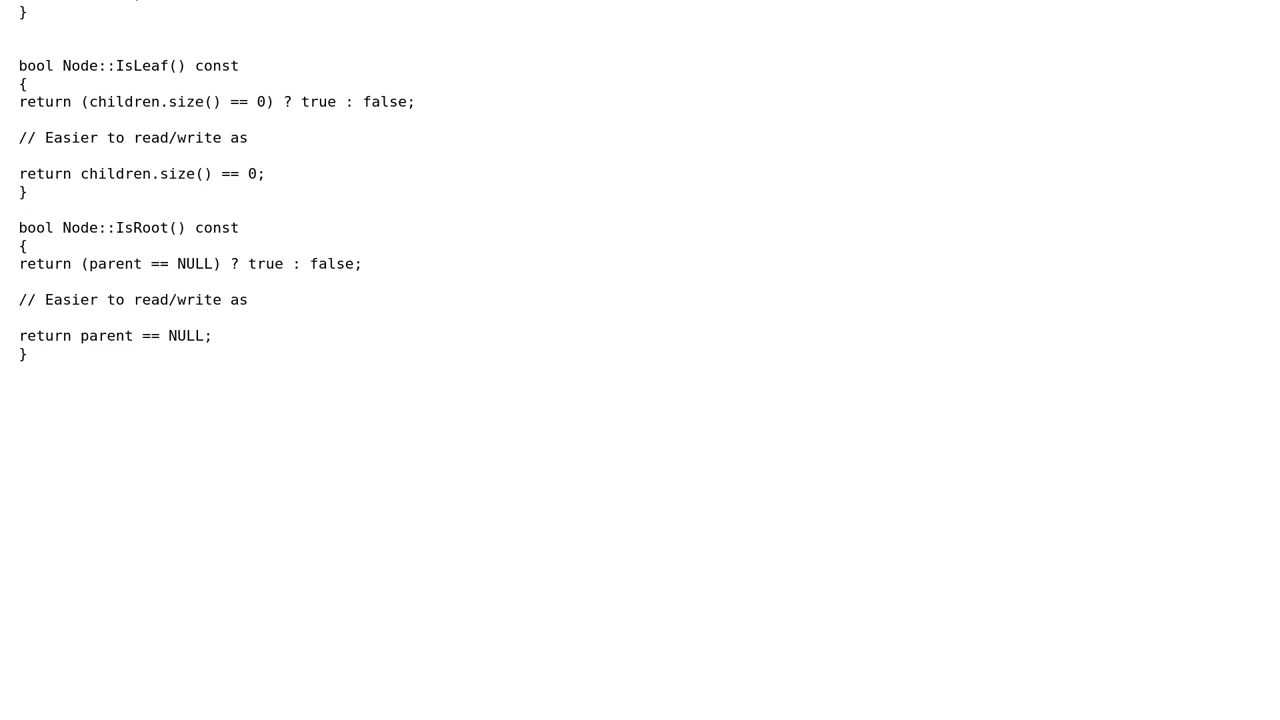 }
bool Node::IsLeaf() const
{
return (children.size() == 0) ? true : false;
// Easier to read/write as
return children.size() == 0;
}
bool Node::IsRoot() const
{
return (parent == NULL) ? true : false;
// Easier to read/write as
return parent == NULL;
}